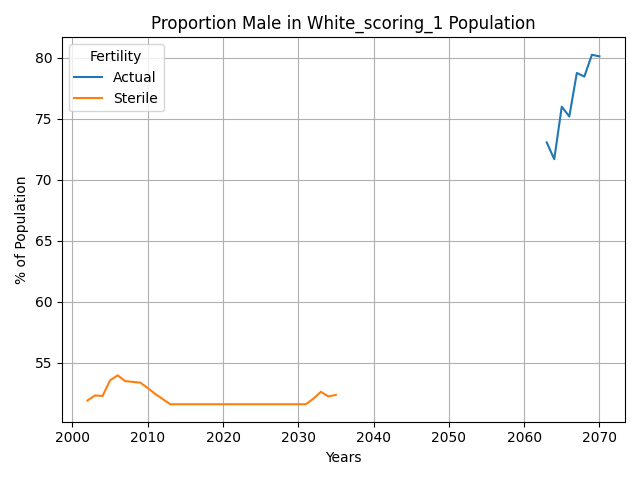 Proportion Male in White_scoring_1 Population
Fertility
Actual
Sterile
80
75
70
65
60
55
% of Population
2000 2010 2020 2030 2040 2050 2060 2070
Years